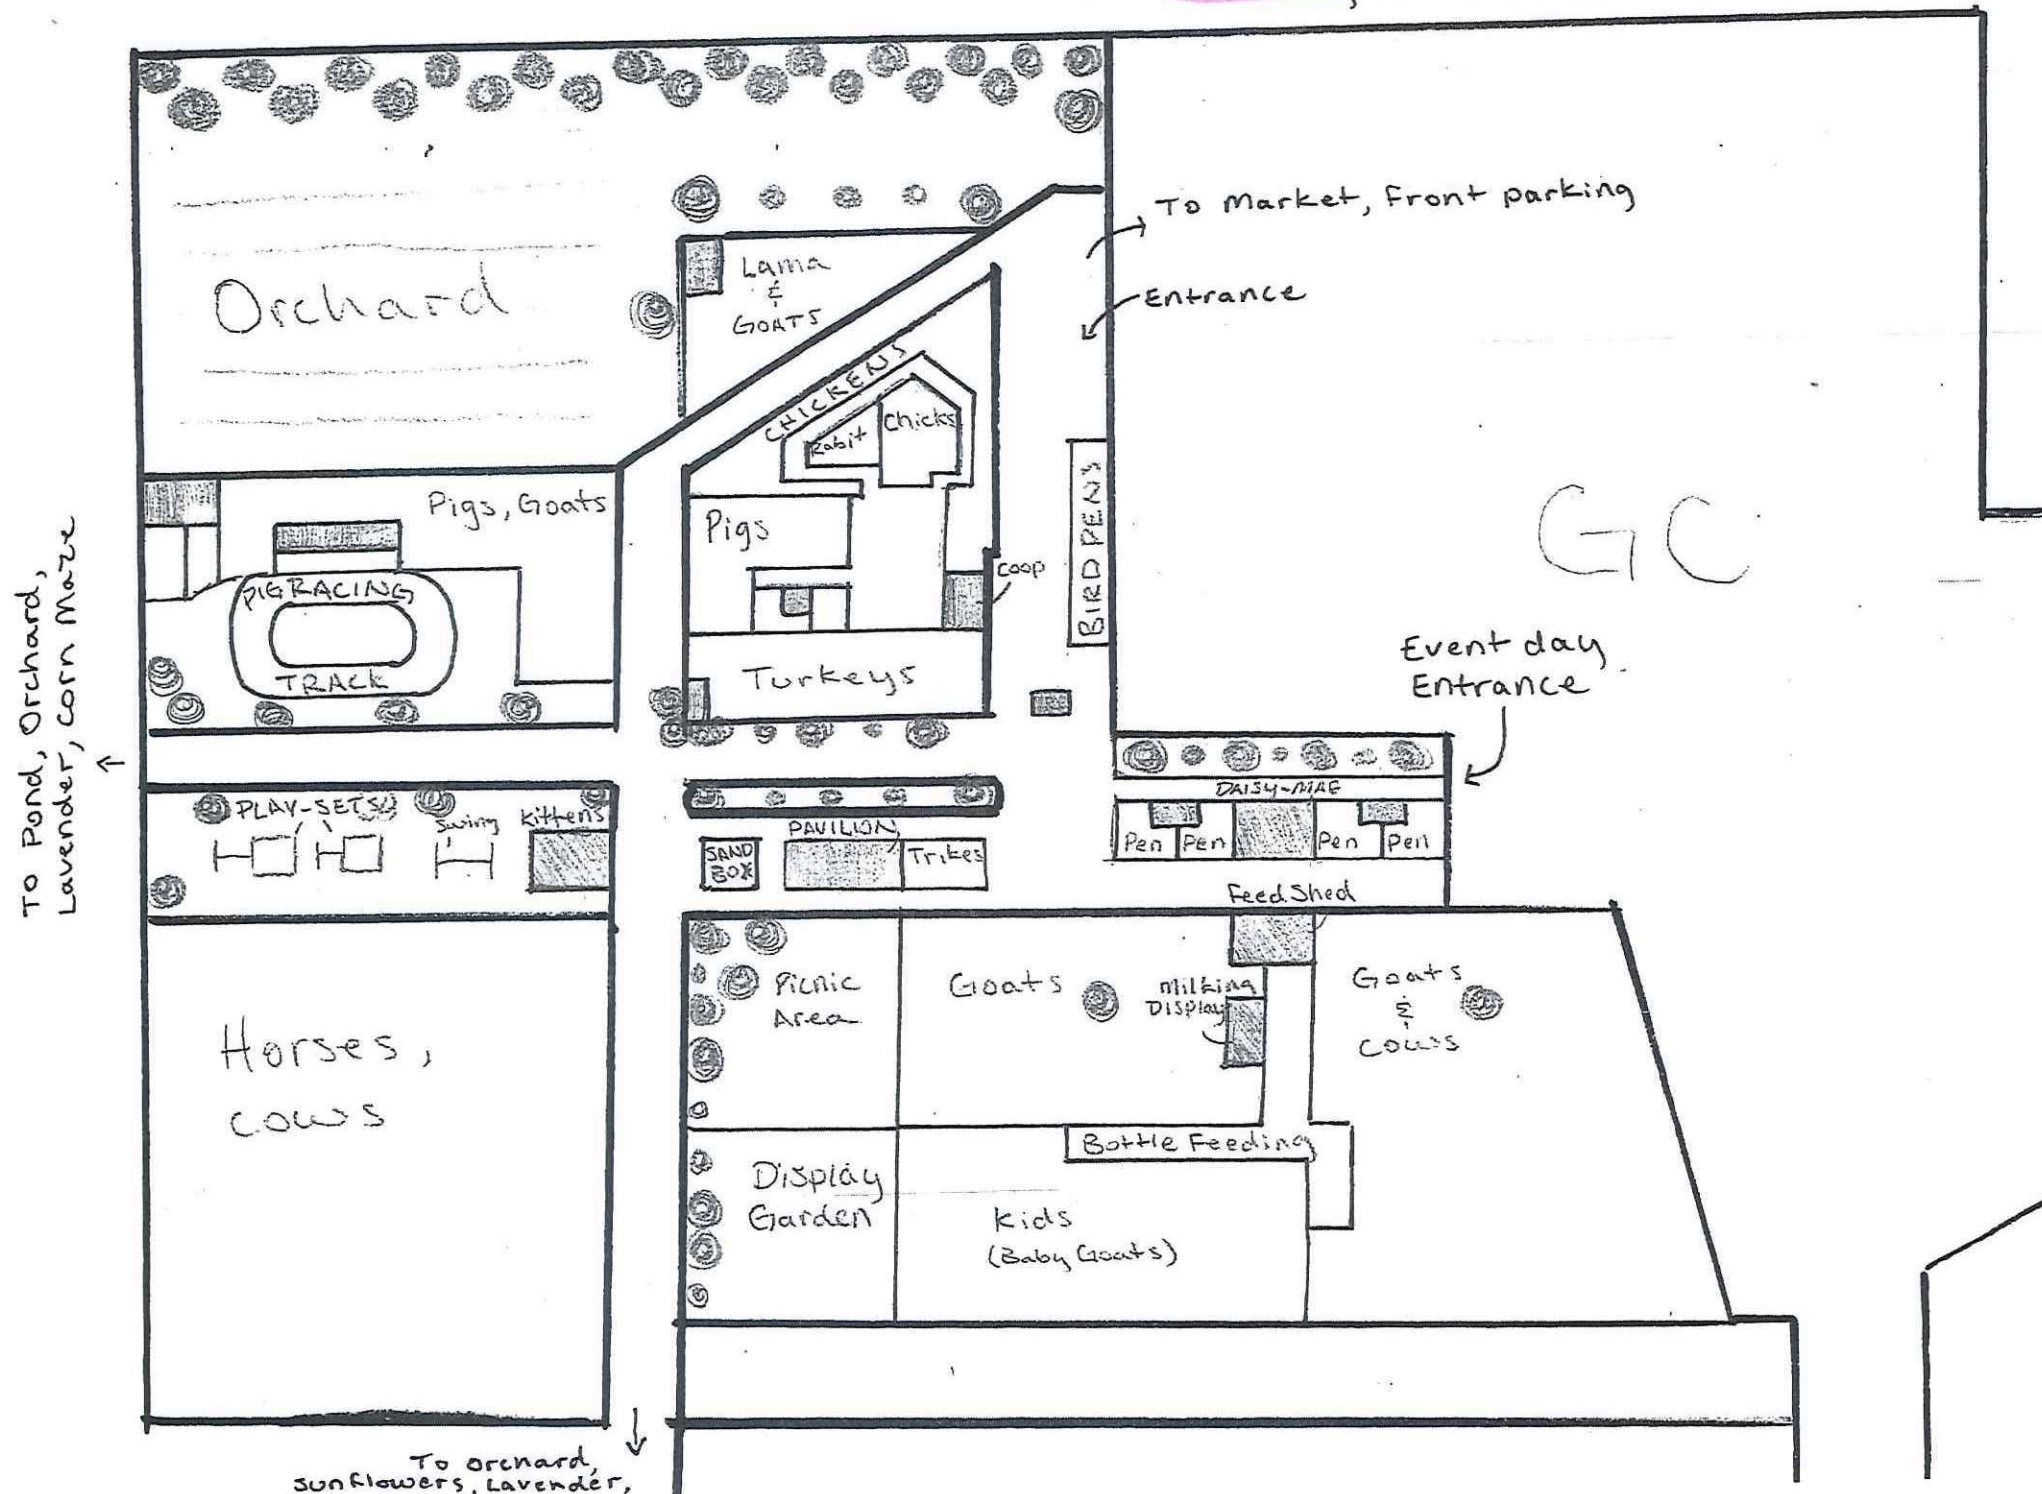 To Market, Front parking
Entrance
Orchard
Lama
&
GOATS
CHICKENS
Rabit
Chicks
Pigs, Goats
Pigs
coop
BIRD PENS
GC
PIG RACING
TRACK
Turkeys
Event day
Entrance
To Pond, Orchard,
Lavender, Corn Maze
PLAY-SETS
Swing
Kittens
PAVILION
SAND
BOX
Trikes
DAISY-MAE
Pen
Pen
Pen
Pen
Feed Shed
Picnic
Area
Goats
Milking
Display
Goats
&
cows
Horses,
cows
Bottle Feeding
Display
Garden
Kids
(Baby Goats)
To orchard,
sunflowers, Lavender,